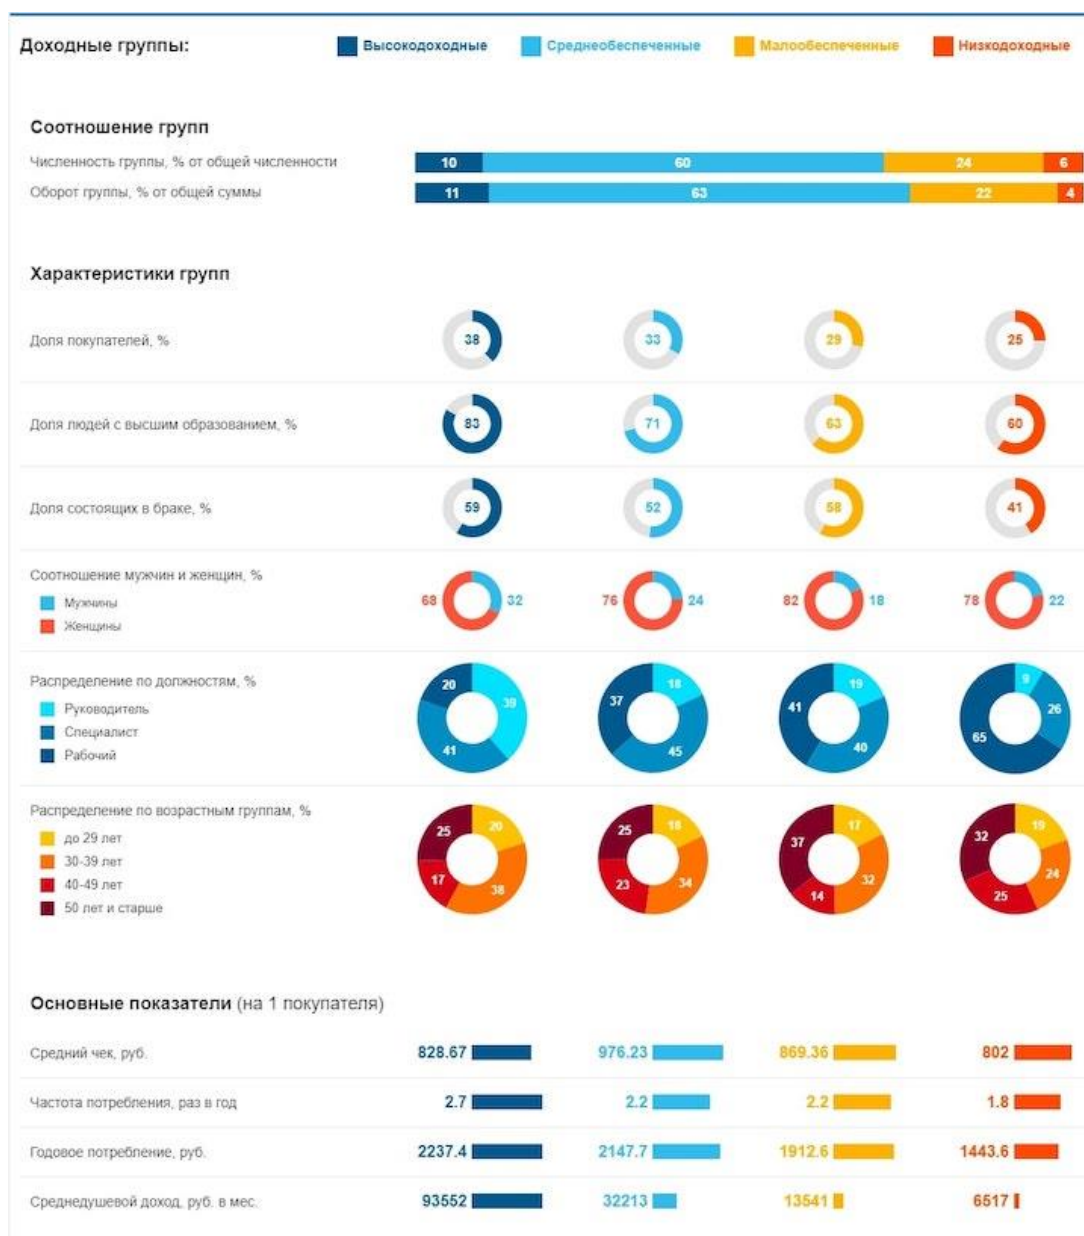 Доходные группы: Высокодоходные Среднеобеспеченные Малообеспеченные Низкодоходные
Соотношение групп
Численность группы, % от общей численности 10 60 24 6
Оборот группы, % от общей суммы 11 63 22 4
Характеристики групп
Доля покупателей, % 38 33 29 25
Доля людей с высшим образованием, % 83 71 63 60
Доля состоящих в браке, % 59 52 58 41
Соотношение мужчин и женщин, %
Мужчины
Женщины
68 32 76 24 82 18 78 22
Распределение по должностям, %
Руководитель
Специалист
Рабочий
20 39 41
37 18 45
41 19 40
9 26 65
Распределение по возрастным группам, %
до 29 лет
30-39 лет
40-49 лет
50 лет и старше
25 20 17 38
25 18 23 34
37 17 14 32
32 19 25 24
Основные показатели (на 1 покупателя)
Средний чек, руб. 828.67 976.23 869.36 802
Частота потребления, раз в год 2.7 2.2 2.2 1.8
Годовое потребление, руб. 2237.4 2147.7 1912.6 1443.6
Среднедушевой доход, руб. в мес. 93552 32213 13541 6517